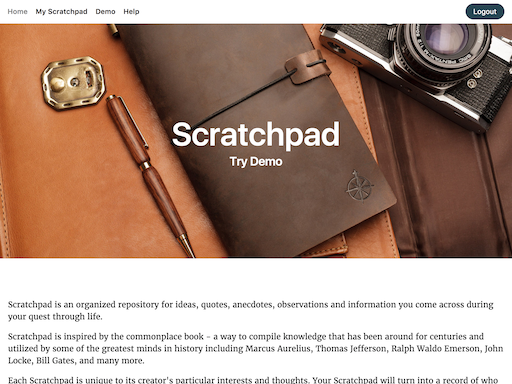 Home My Scratchpad Demo Help Logout
Scratchpad
Try Demo
Scratchpad is an organized repository for ideas, quotes, anecdotes, observations and information you come across during
your quest through life.
Scratchpad is inspired by the commonplace book - a way to compile knowledge that has been around for centuries and
utilized by some of the greatest minds in history including Marcus Aurelius, Thomas Jefferson, Ralph Waldo Emerson, John
Locke, Bill Gates, and many more.
Each Scratchpad is unique to its creator's particular interests and thoughts. Your Scratchpad will turn into a record of who